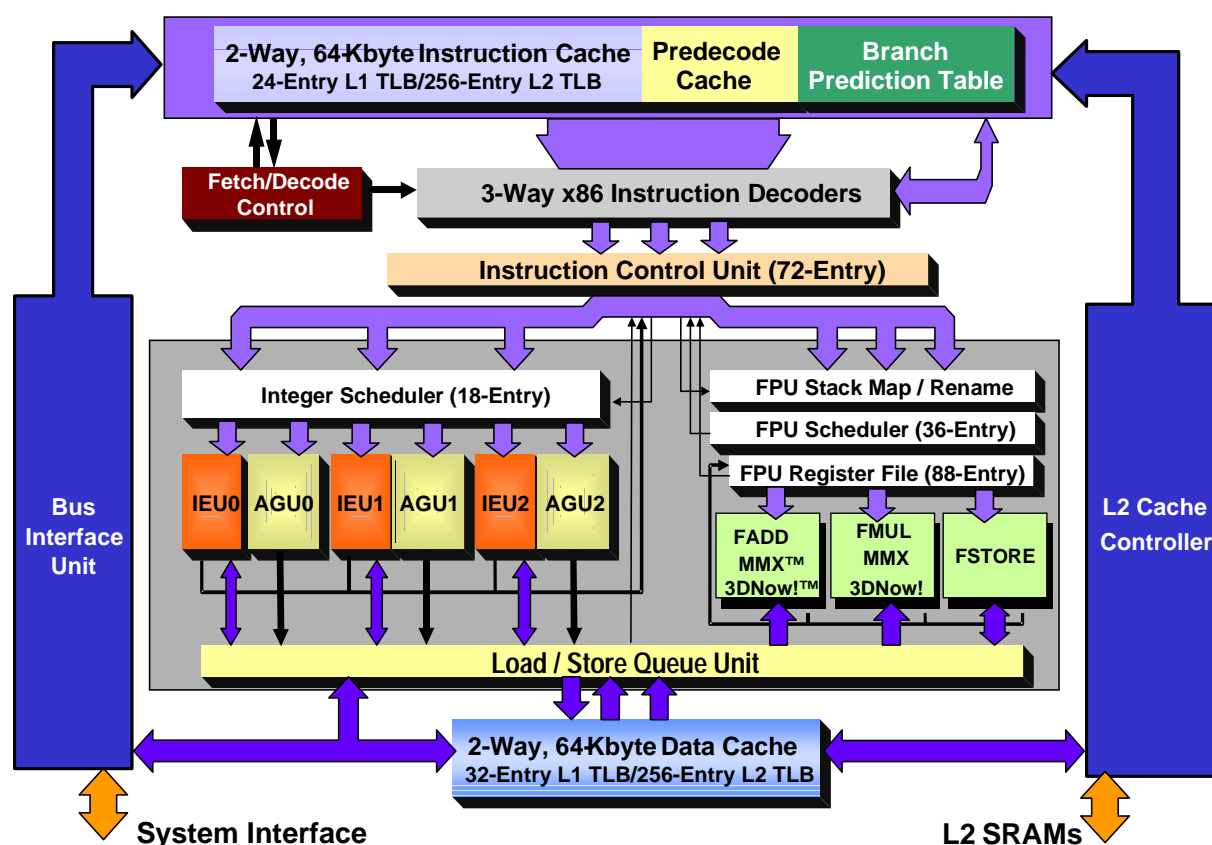 2-Way, 64-Kbyte Instruction Cache
24-Entry L1 TLB/256-Entry L2 TLB
Predecode
Cache
Branch
Prediction Table
Fetch/Decode
Control
3-Way x86 Instruction Decoders
Instruction Control Unit (72-Entry)
Bus
Interface
Unit
L2 Cache
Controller
Integer Scheduler (18-Entry)
FPU Stack Map / Rename
FPU Scheduler (36-Entry)
FPU Register File (88-Entry)
IEU0
AGU0
IEU1
AGU1
IEU2
AGU2
FADD
MMX™
3DNow!™
FMUL
MMX
3DNow!
FSTORE
Load / Store Queue Unit
2-Way, 64-Kbyte Data Cache
32-Entry L1 TLB/256-Entry L2 TLB
System Interface
L2 SRAMs